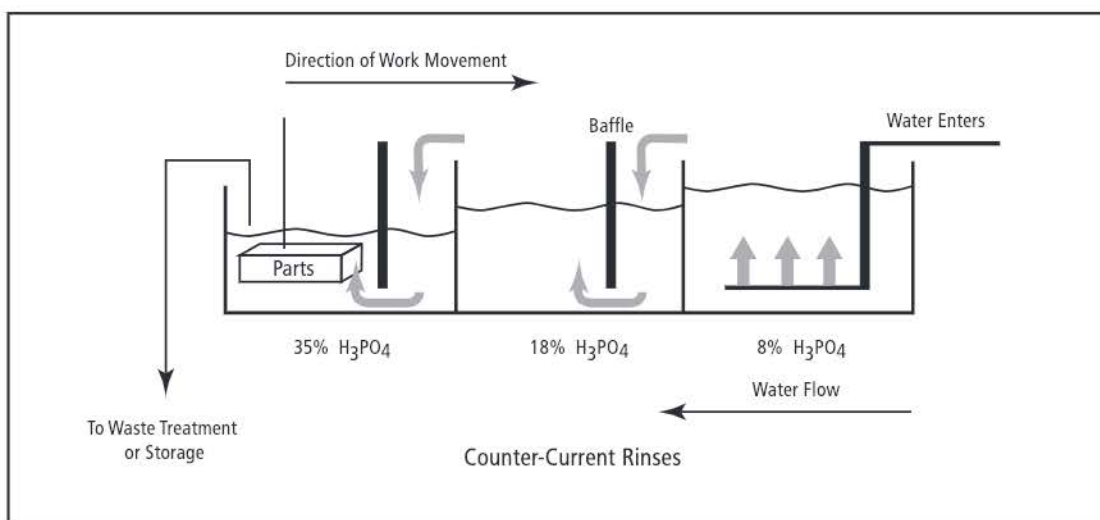 Direction of Work Movement
Baffle
Water Enters
Parts
35% H₃PO₄
18% H₃PO₄
8% H₃PO₄
Water Flow
To Waste Treatment
or Storage
Counter-Current Rinses